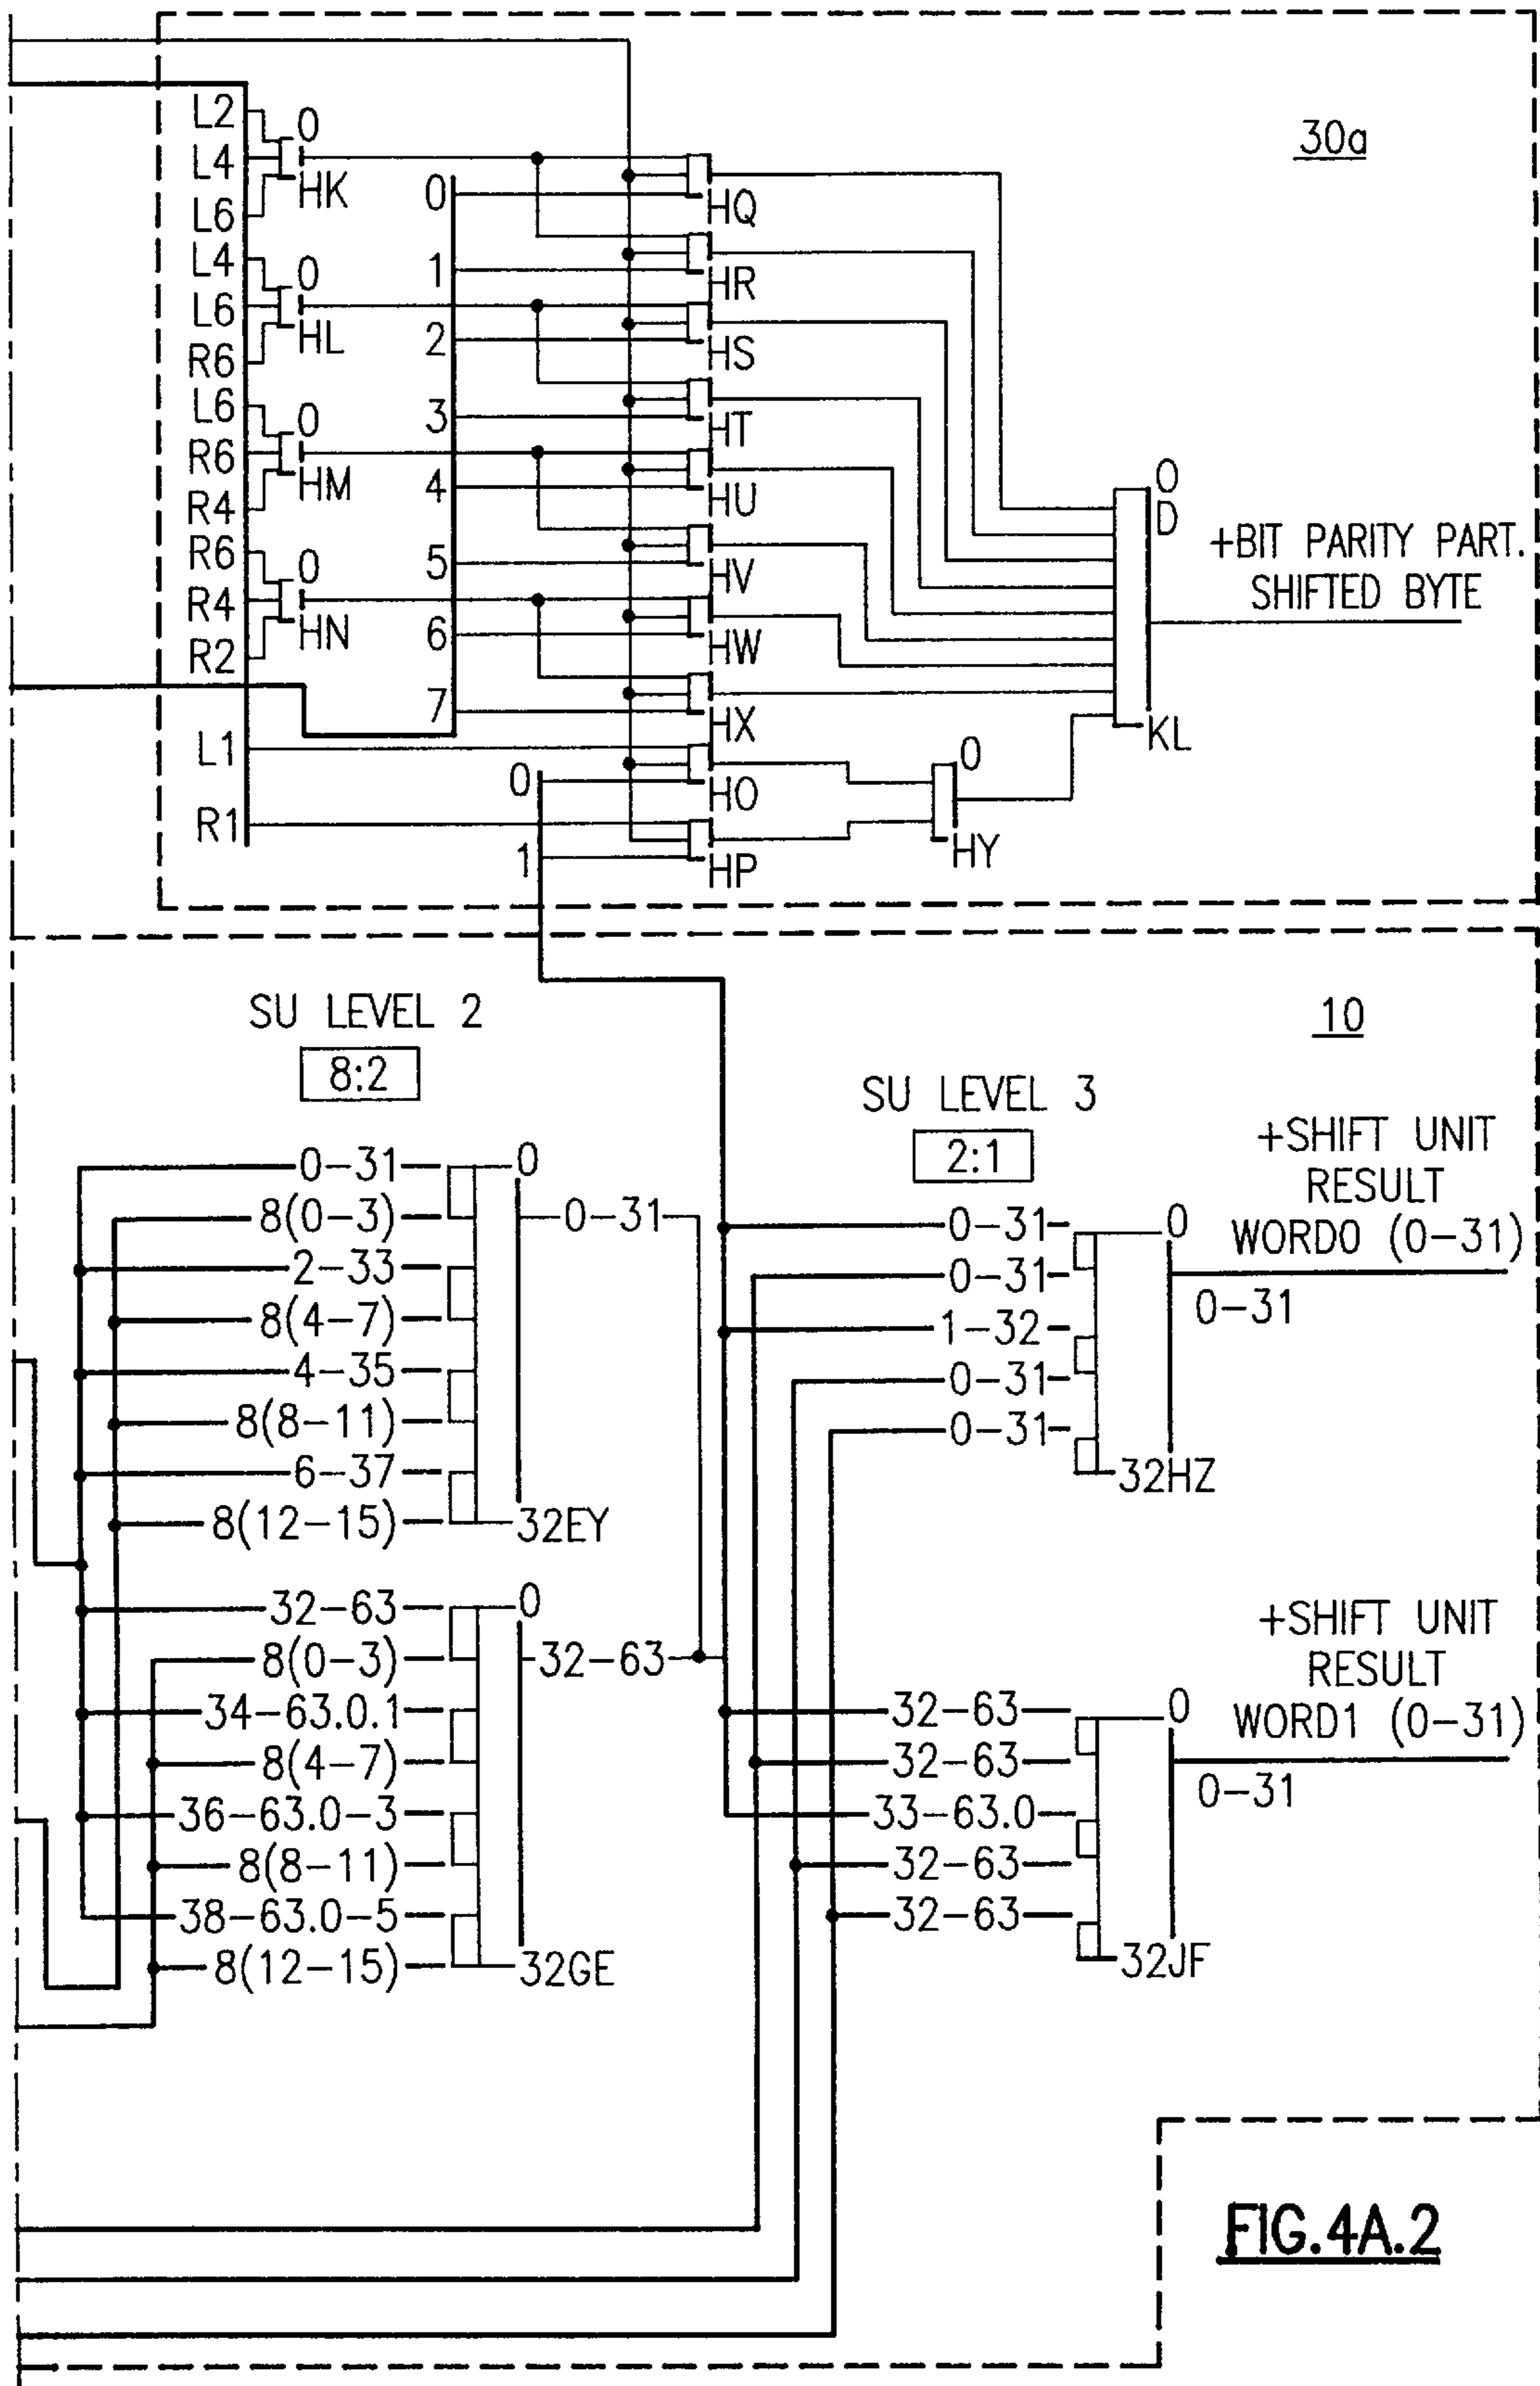 30a
L2
0
L4
HK
L6
0
HQ
L4
0
1
HR
L6
HL
2
HS
R6
L6
0
3
HT
R6
HM
4
HU
R4
0
D
+BIT PARITY PART.
SHIFTED BYTE
R6
0
5
HV
R4
HN
6
HW
R2
7
HX
KL
L1
0
HO
0
R1
1
HP
HY
10
SU LEVEL 2
8:2
SU LEVEL 3
2:1
0-31
0
8(0-3)
0-31
2-33
8(4-7)
4-35
8(8-11)
6-37
8(12-15)
32EY
32-63
0
8(0-3)
32-63
34-63.0.1
8(4-7)
36-63.0-3
8(8-11)
38-63.0-5
8(12-15)
32GE
0-31
0
0-31
1-32
0-31
0-31
32HZ
+SHIFT UNIT
RESULT
WORD0 (0-31)
0-31
32-63
0
32-63
33-63.0
32-63
32-63
32JF
+SHIFT UNIT
RESULT
WORD1 (0-31)
0-31
FIG.4A.2